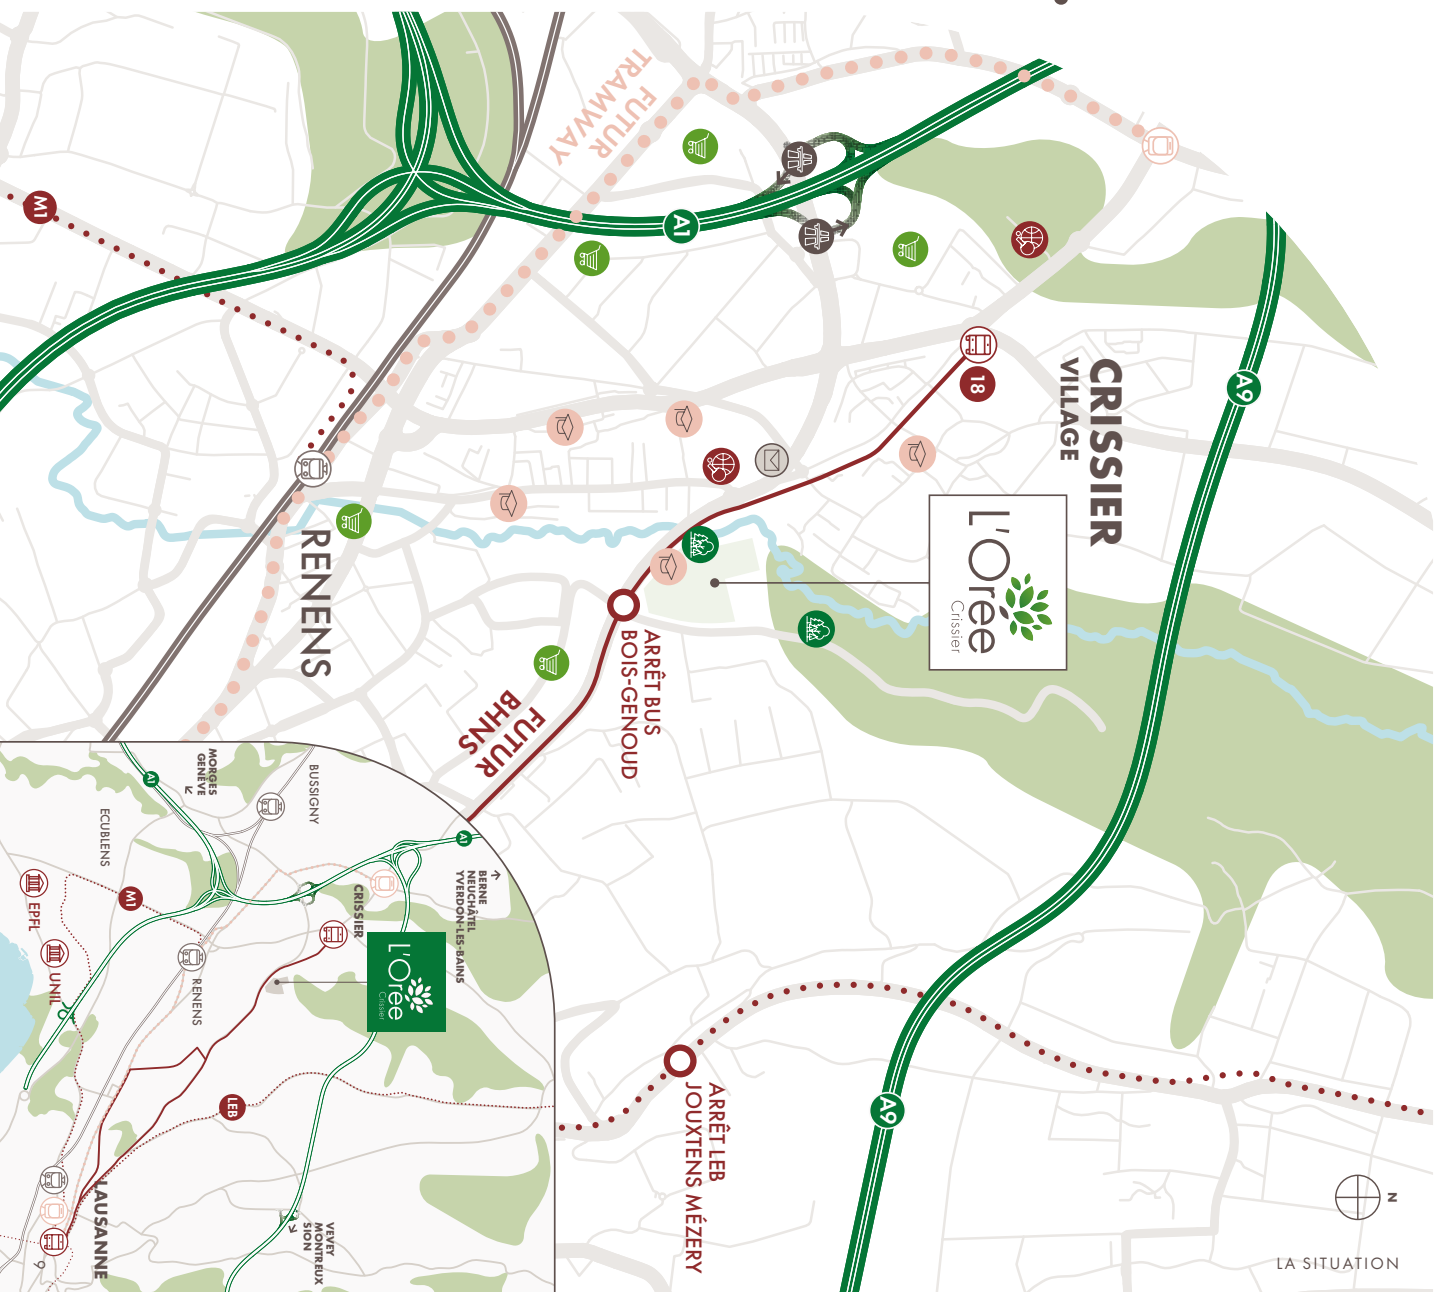 FUTUR
TRAMWAY
M1
A1
A9
18
CRISSIER
VILLAGE
L'Orée
Crissier
RENENS
ARRÊT BUS
BOIS-GENOUD
FUTUR
BHNS
MORGES
GENÈVE
BUSSIGNY
A1
ECUBLENS
A1
BERNE
NEUCHÂTEL
YVERDON-LES-BAINS
CRISSIER
M1
EPFL
UNIL
RENENS
L'Orée
Crissier
LEB
LAUSANNE
9
VEVEY
MONTREUX
SION
ARRÊT LEB
JOUXTENS MÉZERY
A9
N
LA SITUATION